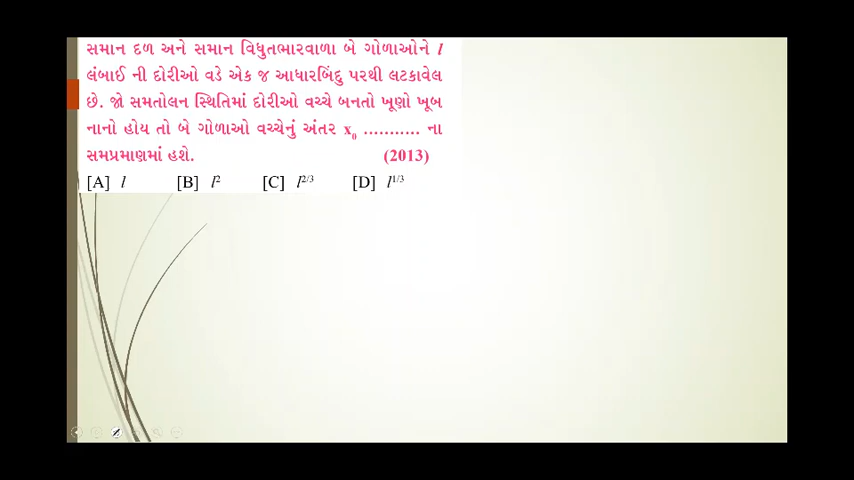 સમાન દળ અને સમાન વિધુતભારવાળા બે ગોળાઓને l
લંબાઈ ની દોરીઓ વડે એક જ આધારબિંદુ પરથી લટકાવેલ
છે. જો સમતોલન સ્થિતિમાં દોરીઓ વચ્ચે બનતો ખૂણો ખૂબ
નાનો હોય તો બે ગોળાઓ વચ્ચેનું અંતર x₀ ........... ના
સમપ્રમાણમાં હશે. (2013)
[A] l [B] l² [C] l^{2/3} [D] l^{1/3}